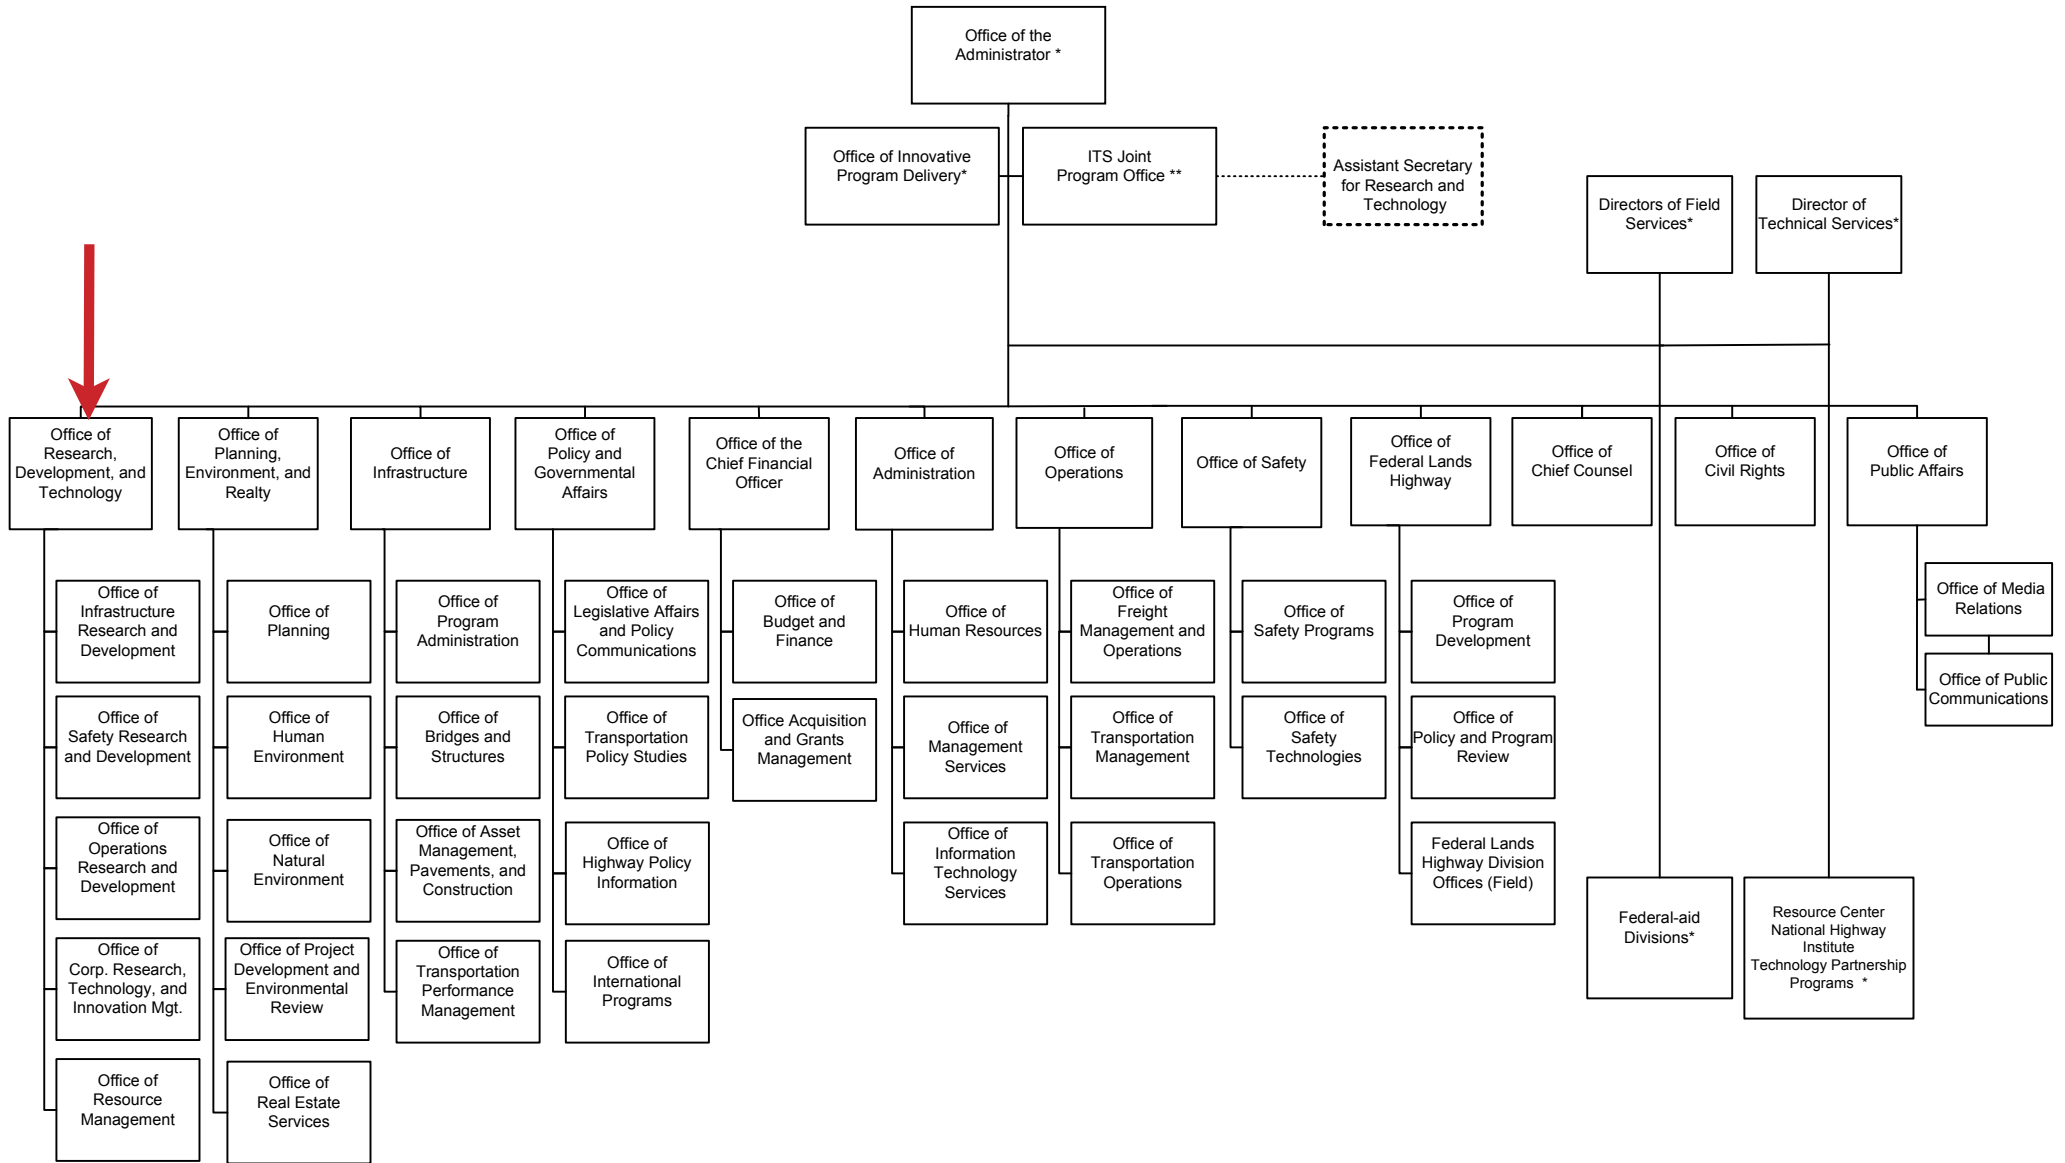 Office of the
Administrator *
Office of Innovative
Program Delivery*
ITS Joint
Program Office **
Assistant Secretary
for Research and
Technology
Directors of Field
Services*
Director of
Technical Services*
Office of
Research,
Development, and
Technology
Office of
Planning,
Environment, and
Realty
Office of
Infrastructure
Office of
Policy and
Governmental
Affairs
Office of the
Chief Financial
Officer
Office of
Administration
Office of
Operations
Office of Safety
Office of
Federal Lands
Highway
Office of
Chief Counsel
Office of
Civil Rights
Office of
Public Affairs
Office of
Infrastructure
Research and
Development
Office of
Safety Research
and Development
Office of
Operations
Research and
Development
Office of
Corp. Research,
Technology, and
Innovation Mgt.
Office of
Resource
Management
Office of
Planning
Office of
Human
Environment
Office of
Natural
Environment
Office of Project
Development and
Environmental
Review
Office of
Real Estate
Services
Office of
Program
Administration
Office of
Bridges and
Structures
Office of Asset
Management,
Pavements, and
Construction
Office of
Transportation
Performance
Management
Office of
Legislative Affairs
and Policy
Communications
Office of
Transportation
Policy Studies
Office of
Highway Policy
Information
Office of
International
Programs
Office of
Budget and
Finance
Office Acquisition
and Grants
Management
Office of
Human Resources
Office of
Management
Services
Office of
Information
Technology
Services
Office of
Freight
Management and
Operations
Office of
Transportation
Management
Office of
Transportation
Operations
Office of
Safety Programs
Office of
Safety
Technologies
Office of
Program
Development
Office of
Policy and Program
Review
Federal Lands
Highway Division
Offices (Field)
Federal-aid
Divisions*
Resource Center
National Highway
Institute
Technology Partnership
Programs *
Office of Media
Relations
Office of Public
Communications